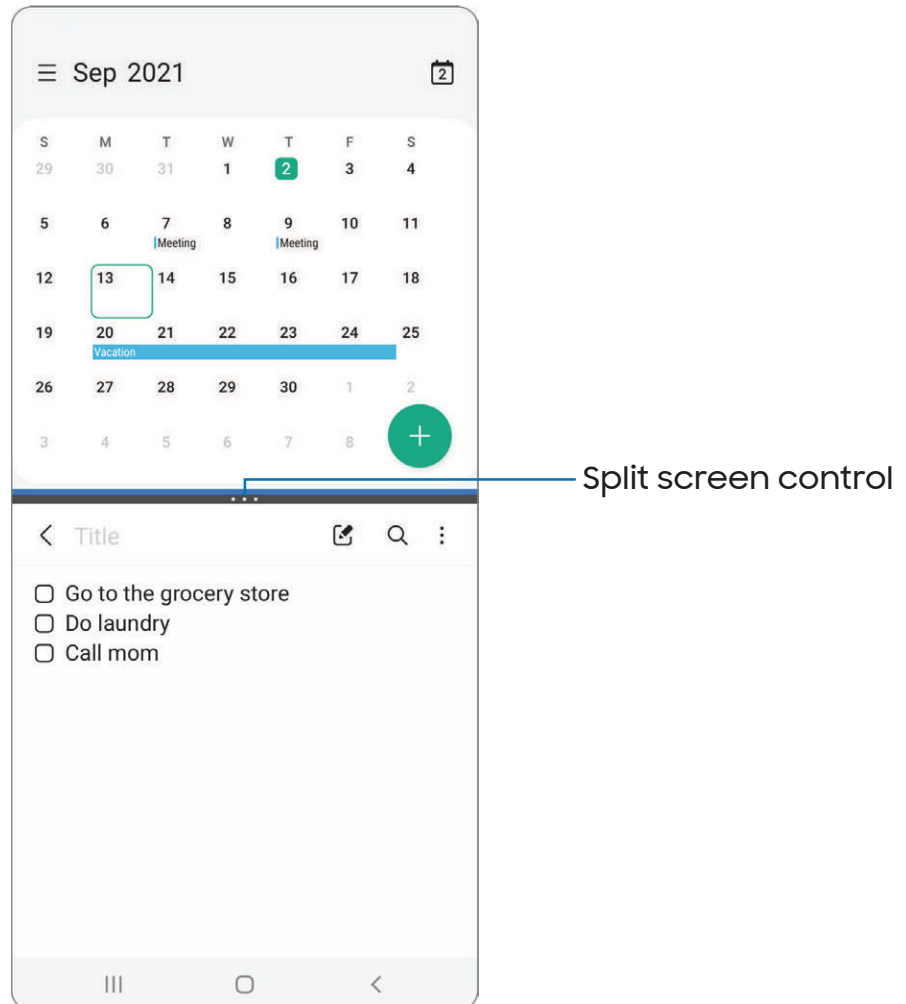 Sep 2021
2
S M T W T F S
29 30 31 1 2 3 4
5 6 7 8 9 10 11
Meeting Meeting
12 13 14 15 16 17 18
19 20 21 22 23 24 25
Vacation
26 27 28 29 30 1 2
3 4 5 6 7 8
Split screen control
Title
Go to the grocery store
Do laundry
Call mom